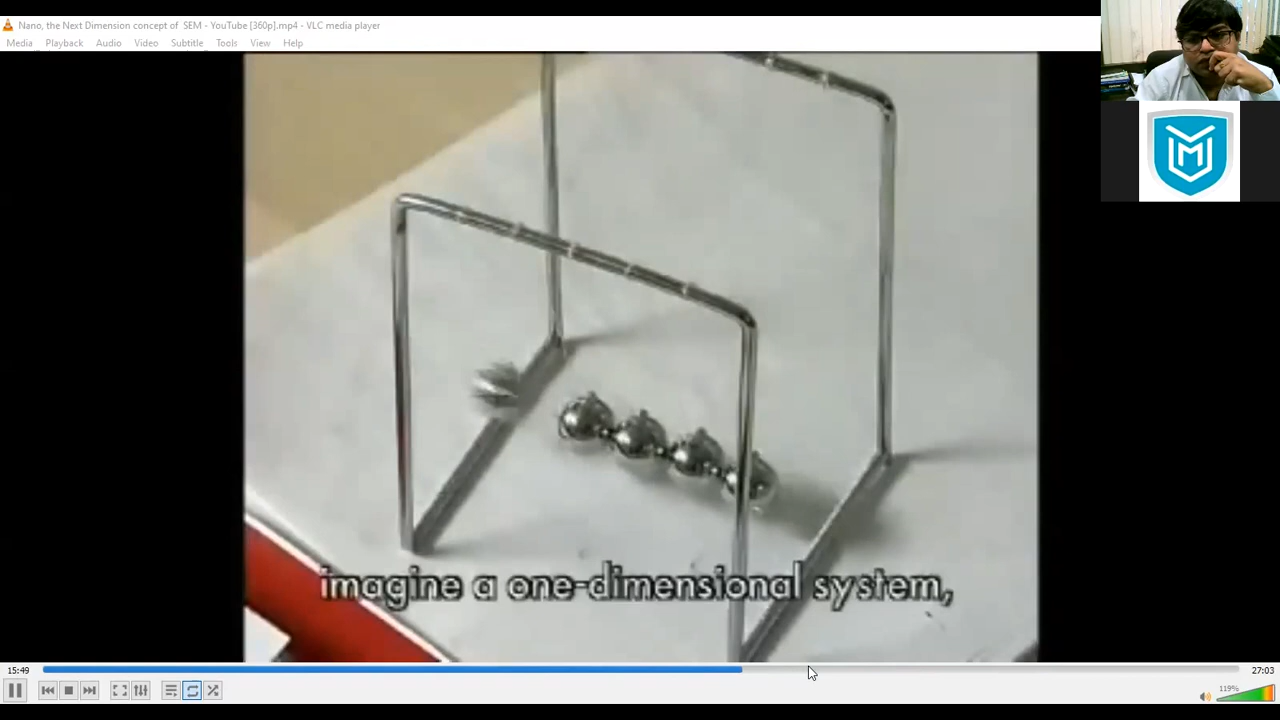 Nano, the Next Dimension concept of  SEM - YouTube [360p].mp4 - VLC media player
Media Playback Audio Video Subtitle Tools View Help
imagine a one-dimensional system,
15:49 27:03
119%